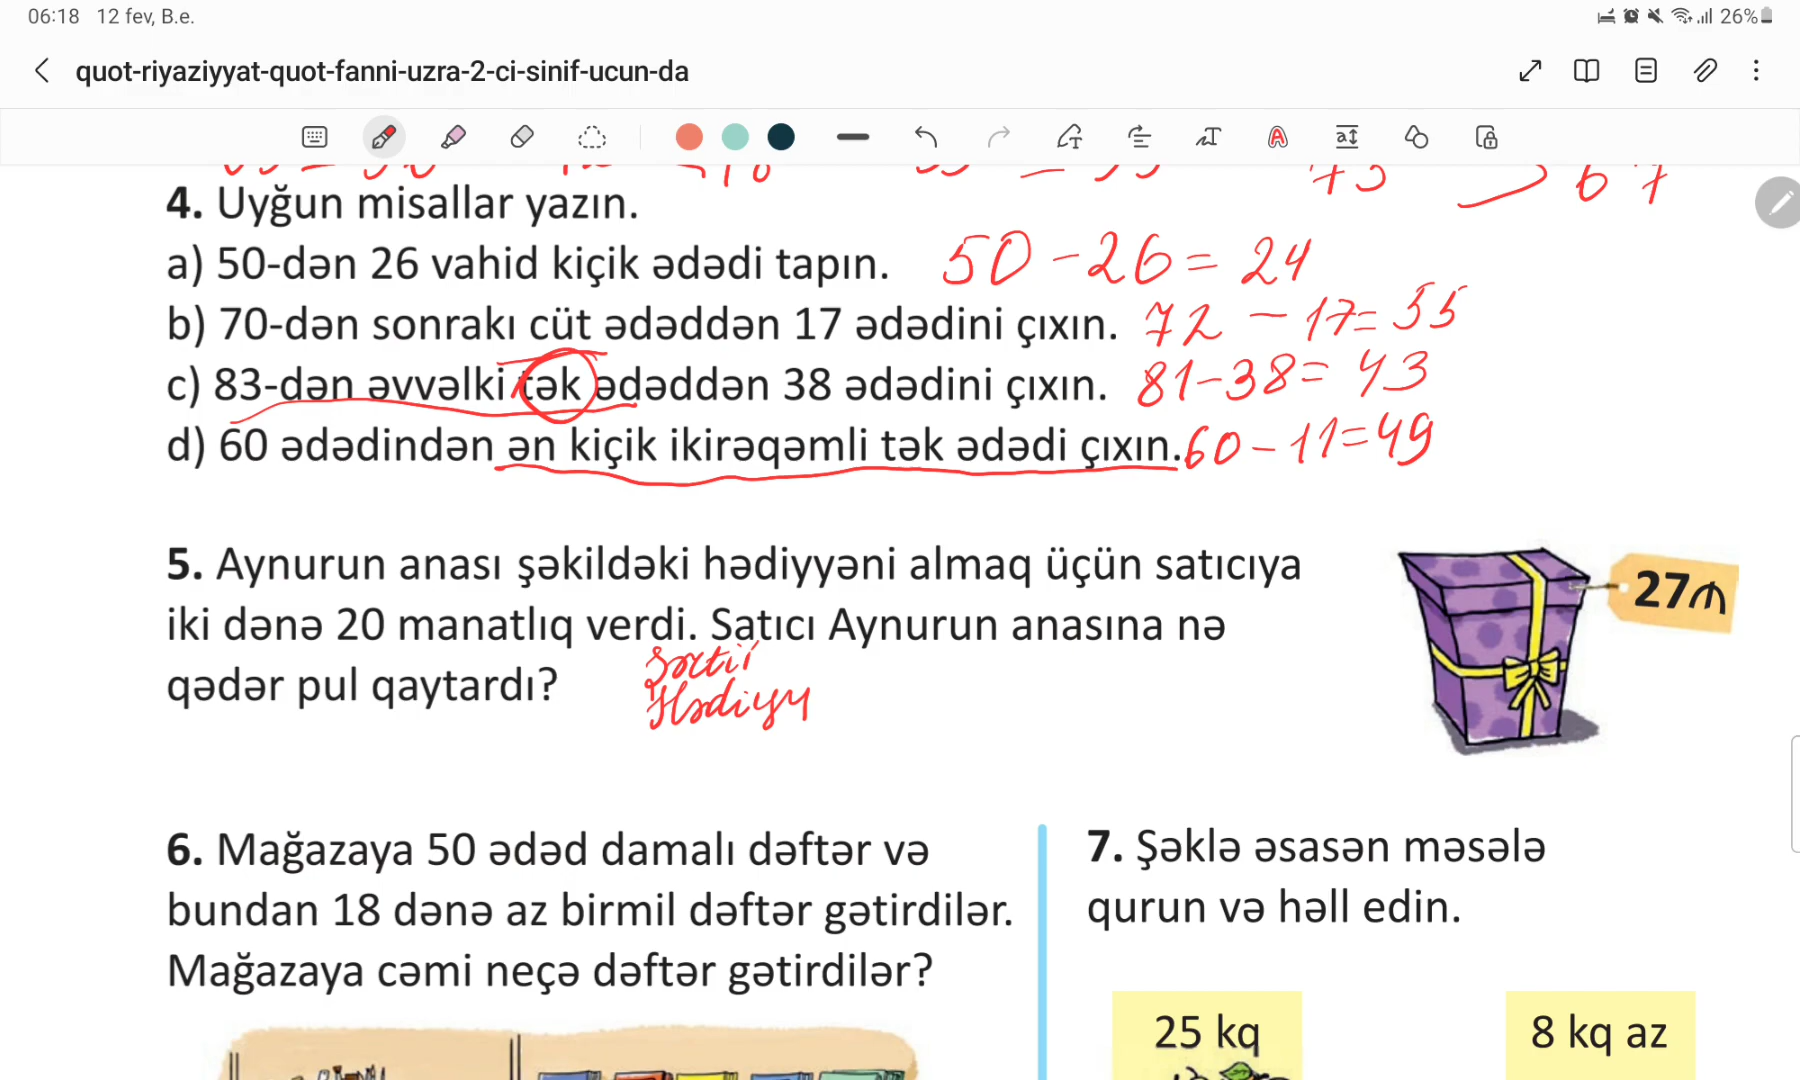 06:18 12 fev, B.e.
26%
quot-riyaziyyat-quot-fanni-uzra-2-ci-sinif-ucun-da
4. Uyğun misallar yazın.
a) 50-dən 26 vahid kiçik ədədi tapın. 50 - 26 = 24
b) 70-dən sonrakı cüt ədəddən 17 ədədini çıxın. 72 - 17 = 55
c) 83-dən əvvəlki tək ədəddən 38 ədədini çıxın. 81 - 38 = 43
d) 60 ədədindən ən kiçik ikirəqəmli tək ədədi çıxın. 60 - 11 = 49
5. Aynurun anası şəkildəki hədiyyəni almaq üçün satıcıya
iki dənə 20 manatlıq verdi. Satıcı Aynurun anasına nə
qədər pul qaytardı?
Hədiyy
27₼
6. Mağazaya 50 ədəd damalı dəftər və
bundan 18 dənə az birmil dəftər gətirdilər.
Mağazaya cəmi neçə dəftər gətirdilər?
7. Şəklə əsasən məsələ
qurun və həll edin.
25 kq
8 kq az